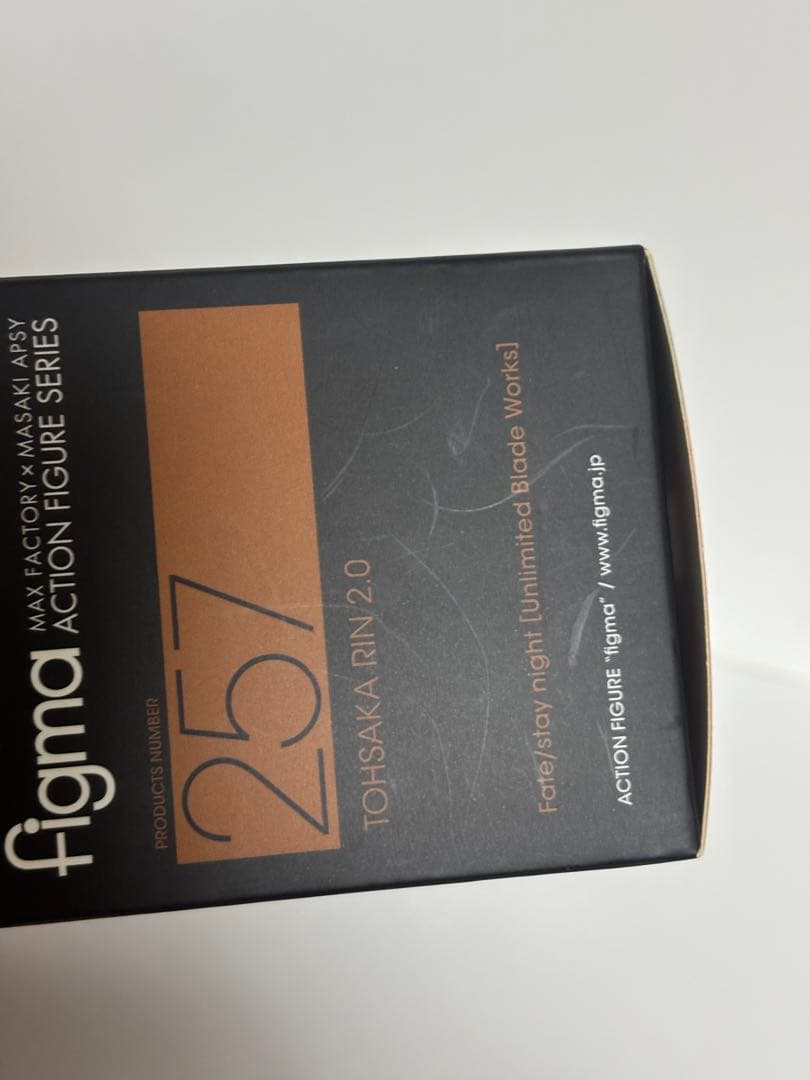 figma
MAX FACTORY × MASAKI APSY
ACTION FIGURE SERIES
PRODUCTS NUMBER
257
TOHSAKA RIN 2.0
Fate/stay night [Unlimited Blade Works]
ACTION FIGURE "figma" / www.figma.jp